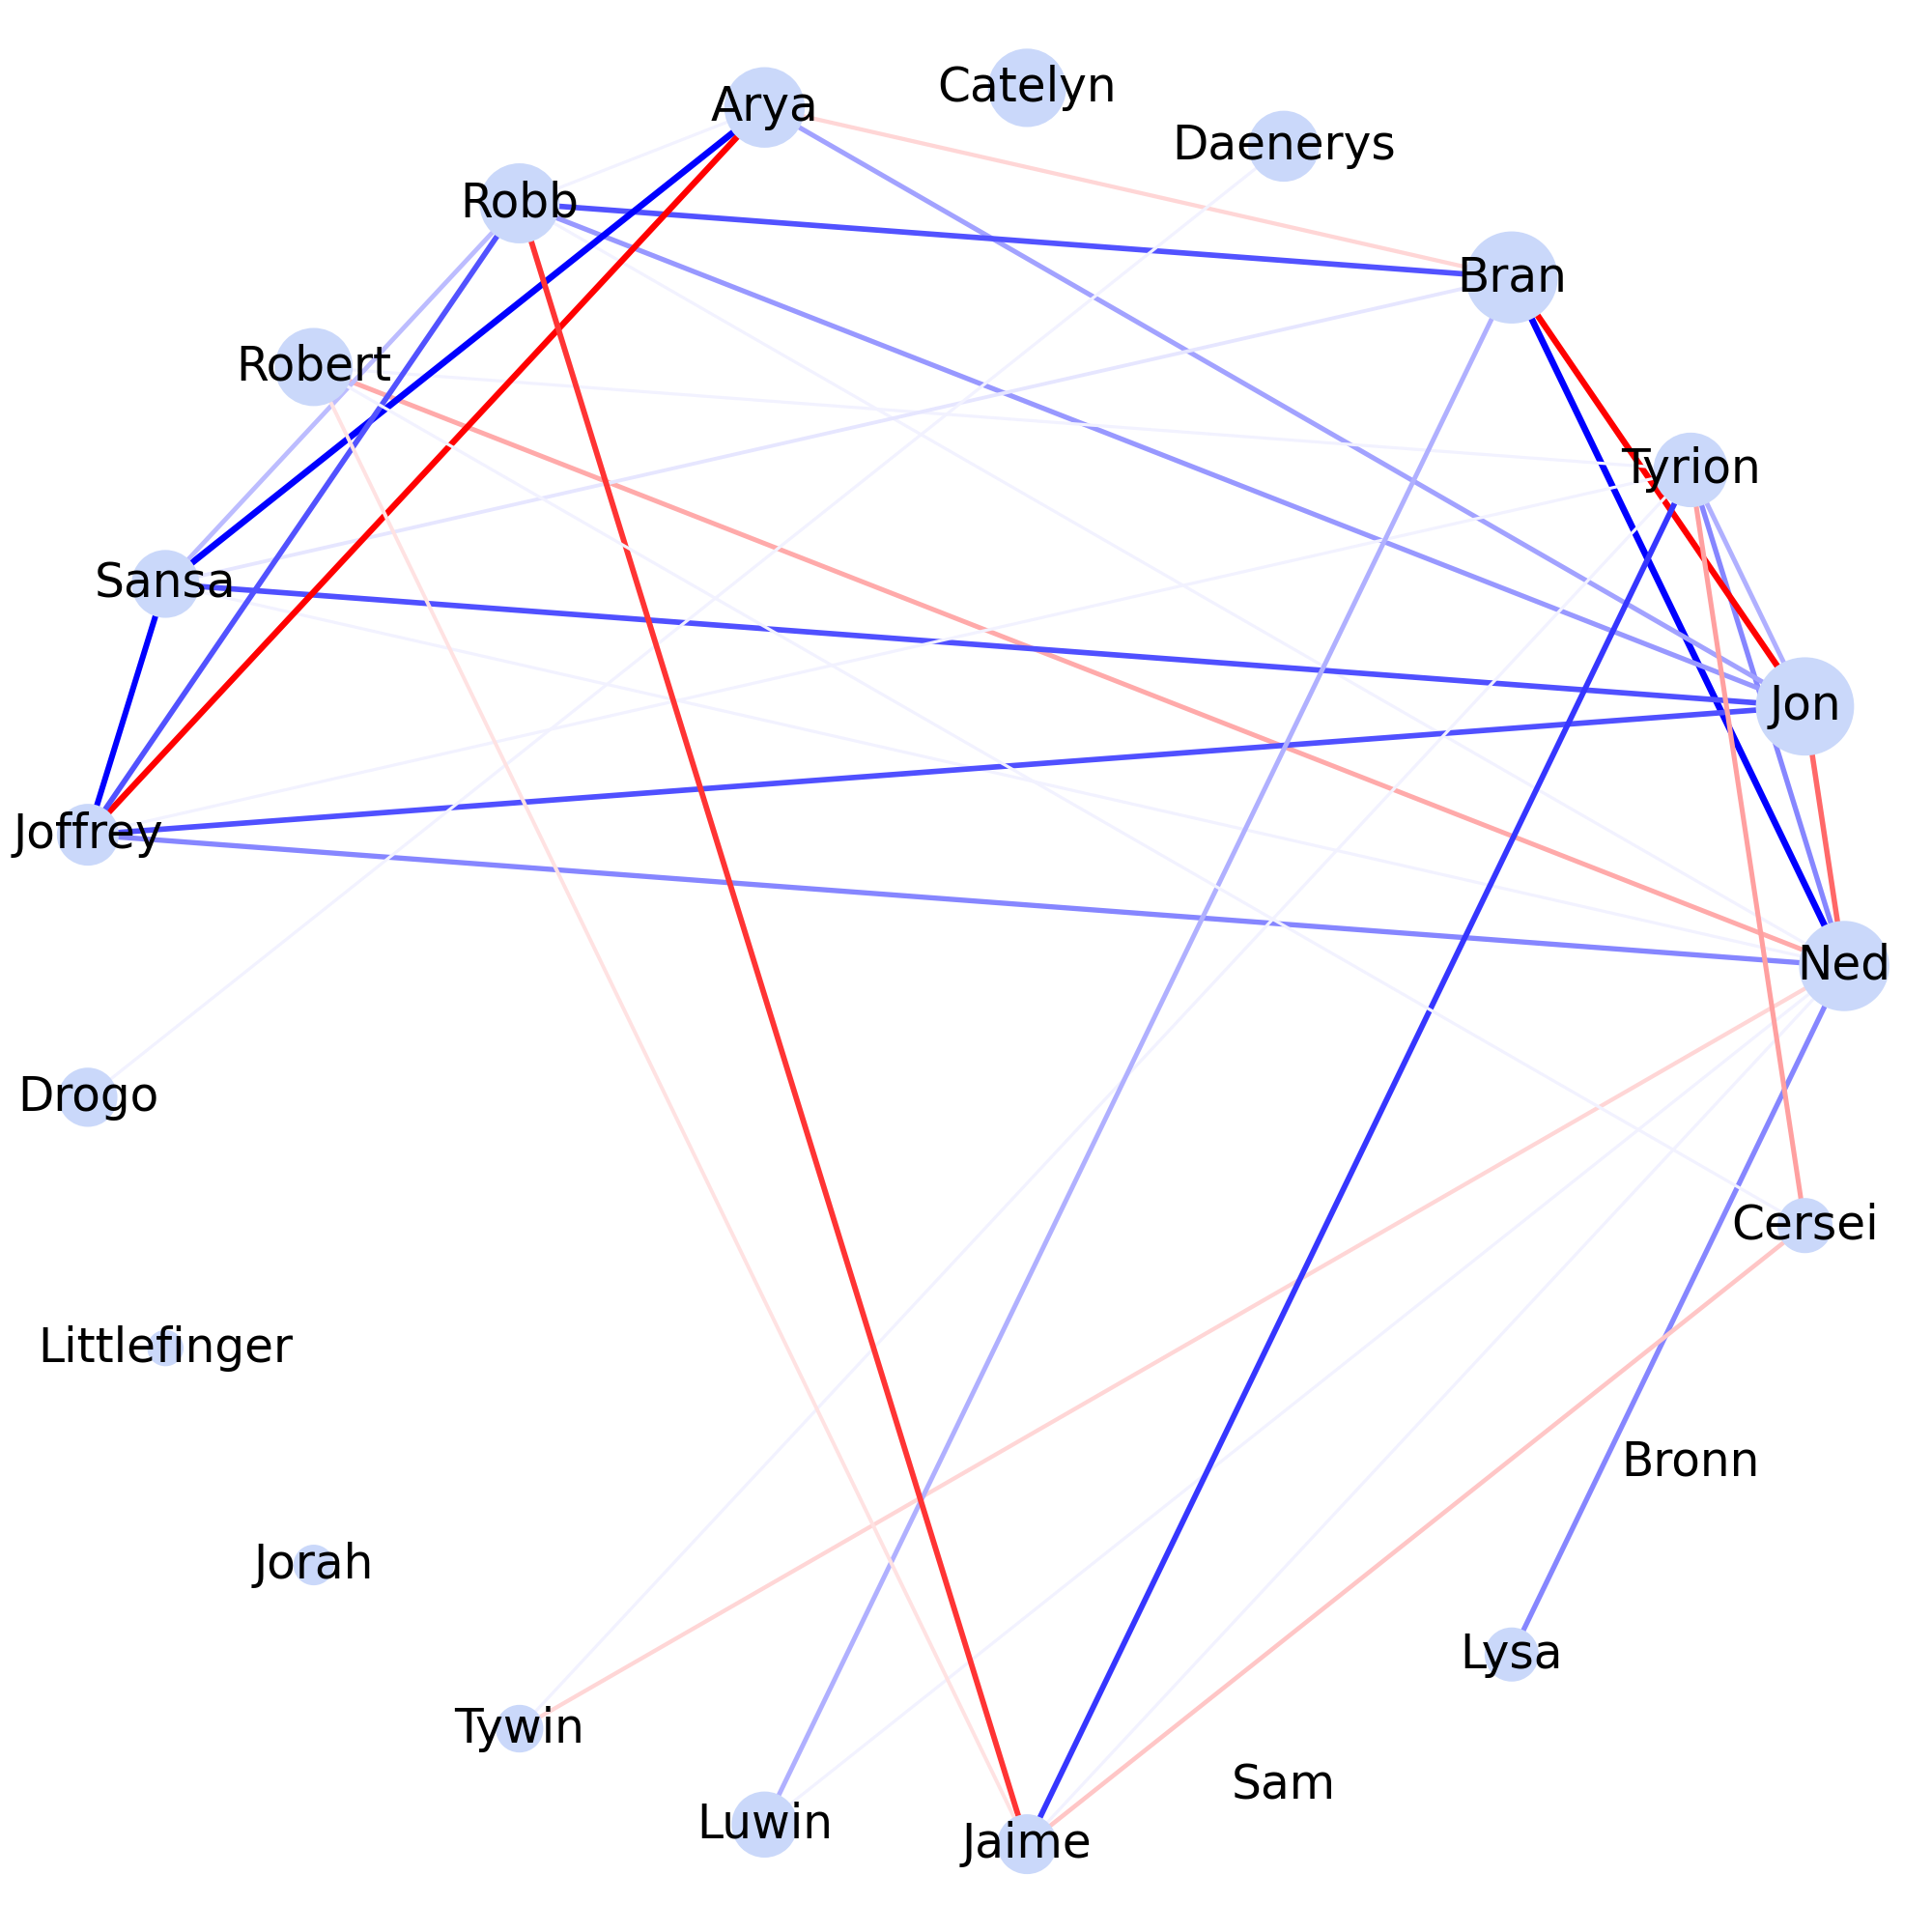 Catelyn
Arya
Daenerys
Robb
Bran
Robert
Tyrion
Sansa
Jon
Joffrey
Ned
Drogo
Cersei
Littlefinger
Bronn
Jorah
Lysa
Tywin
Sam
Luwin
Jaime